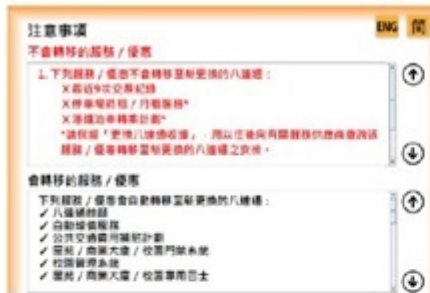 注意事項
ENG 簡
不會轉移的服務 / 優惠
1. 下列服務 / 優惠不會轉移至新更換的八達通：
X 最近9次交易紀錄
X 停車場時租 / 月租服務*
X 港鐵泊車轉乘計劃*
*請保留「更換八達通收據」，用以往後向有關服務供應商查詢該
服務 / 優惠轉移至新更換的八達通之安排。
會轉移的服務 / 優惠
下列服務 / 優惠會自動轉移至新更換的八達通：
✓ 八達通餘額
✓ 自動增值服務
✓ 公共交通費用補貼計劃
✓ 屋苑 / 商業大廈 / 校園門禁系統
✓ 校園管理系統
✓ 屋苑 / 商業大廈 / 校園專用巴士